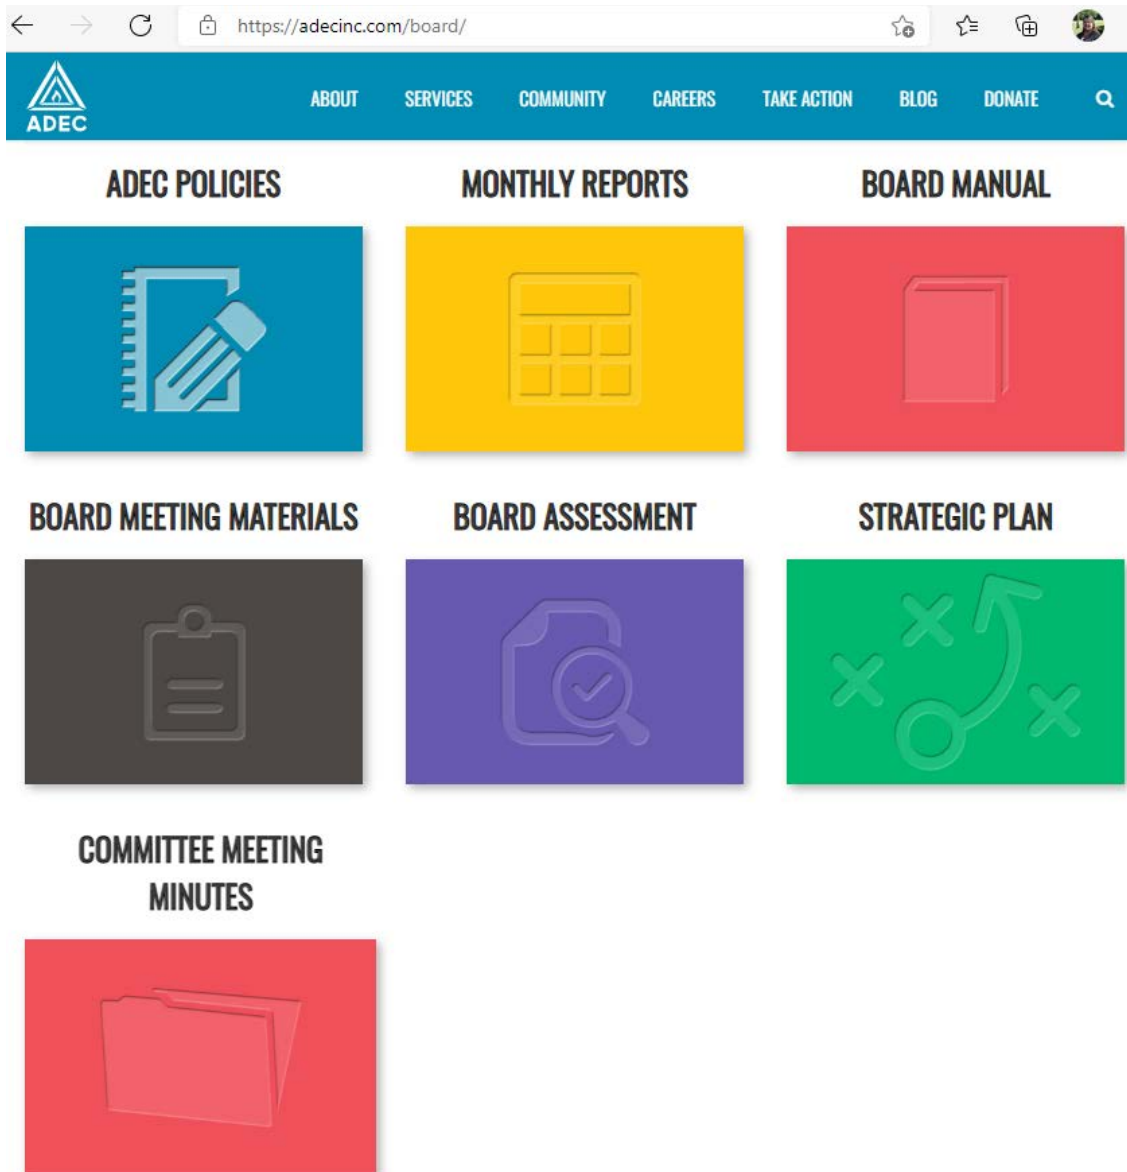 https://adecinc.com/board/
ADEC
ABOUT SERVICES COMMUNITY CAREERS TAKE ACTION BLOG DONATE
ADEC POLICIES MONTHLY REPORTS BOARD MANUAL
BOARD MEETING MATERIALS BOARD ASSESSMENT STRATEGIC PLAN
COMMITTEE MEETING
MINUTES